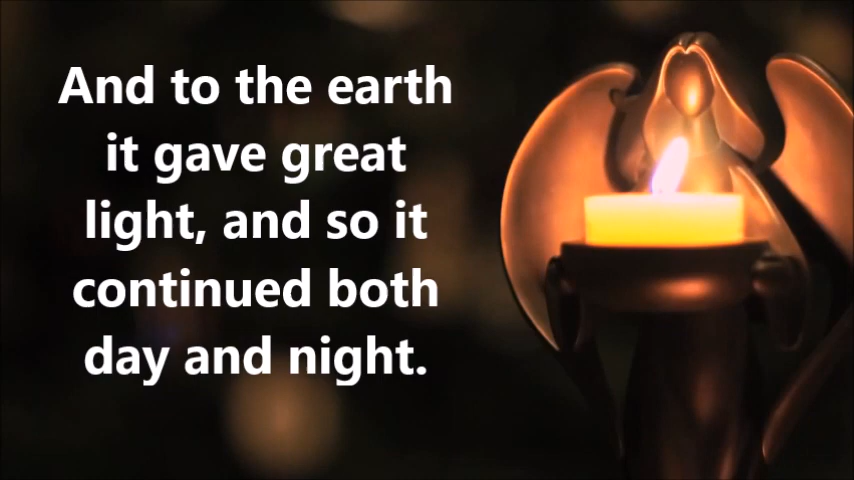 And to the earth
it gave great
light, and so it
continued both
day and night.